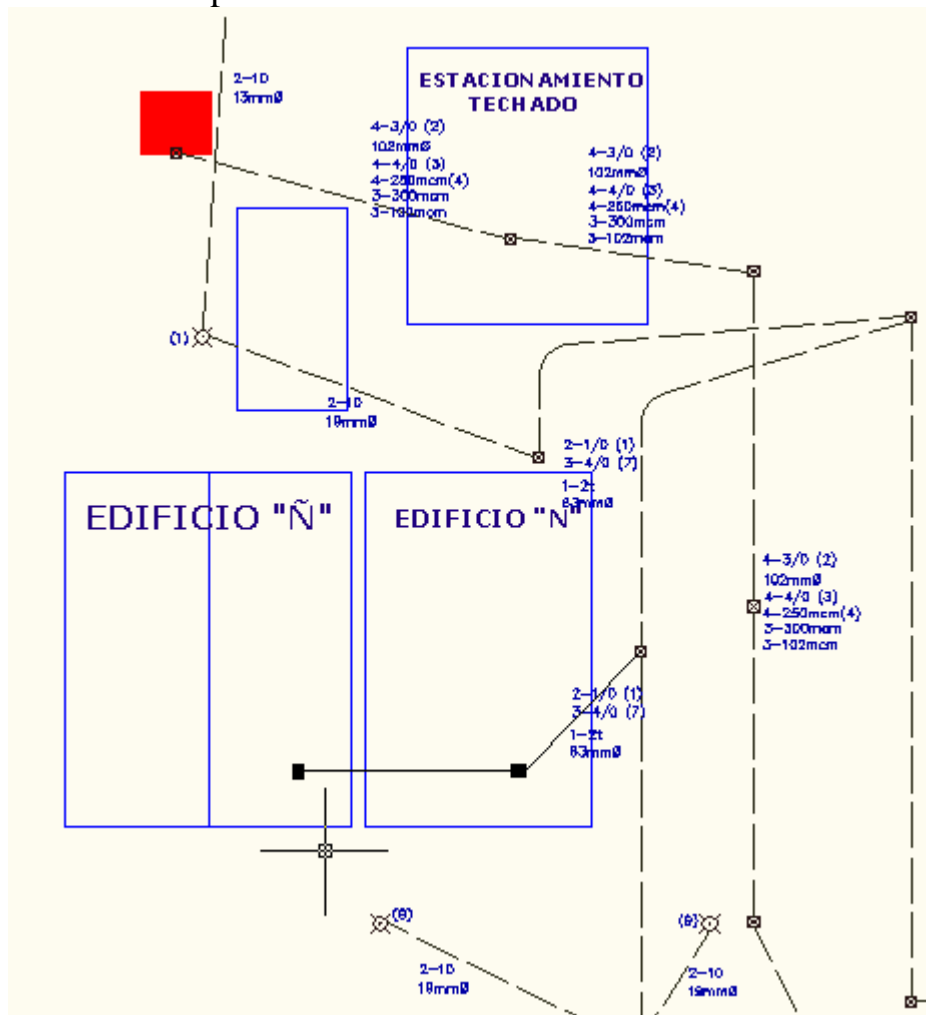 2-10
13mmØ
ESTACIONAMIENTO
TECHADO
4-3/0 (2)
102mmØ
4-4/0 (3)
4-250mcm(4)
3-300mcm
4-3/0 (2)
102mmØ
4-4/0 (3)
4-250mcm(4)
3-300mcm
3-102mcm
(1)
2-10
19mmØ
2-1/0 (1)
3-4/0 (7)
1-2t
63mmØ
EDIFICIO "Ñ"
EDIFICIO "N"
4-3/0 (2)
102mmØ
4-4/0 (3)
4-250mcm(4)
3-300mcm
3-102mcm
2-1/0 (1)
3-4/0 (7)
1-2t
63mmØ
2-10
19mmØ
2-10
19mmØ